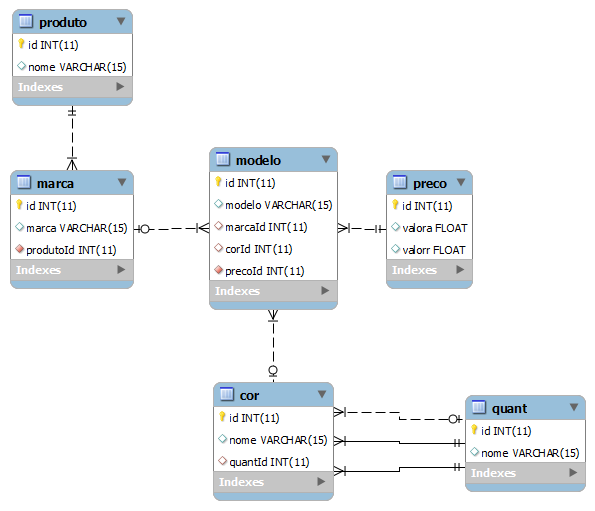 produto
id INT(11)
nome VARCHAR(15)
Indexes
marca
id INT(11)
marca VARCHAR(15)
produtoId INT(11)
Indexes
modelo
id INT(11)
modelo VARCHAR(15)
marcaId INT(11)
corId INT(11)
precoId INT(11)
Indexes
preco
id INT(11)
valora FLOAT
valorr FLOAT
Indexes
cor
id INT(11)
nome VARCHAR(15)
quantId INT(11)
Indexes
quant
id INT(11)
nome VARCHAR(15)
Indexes